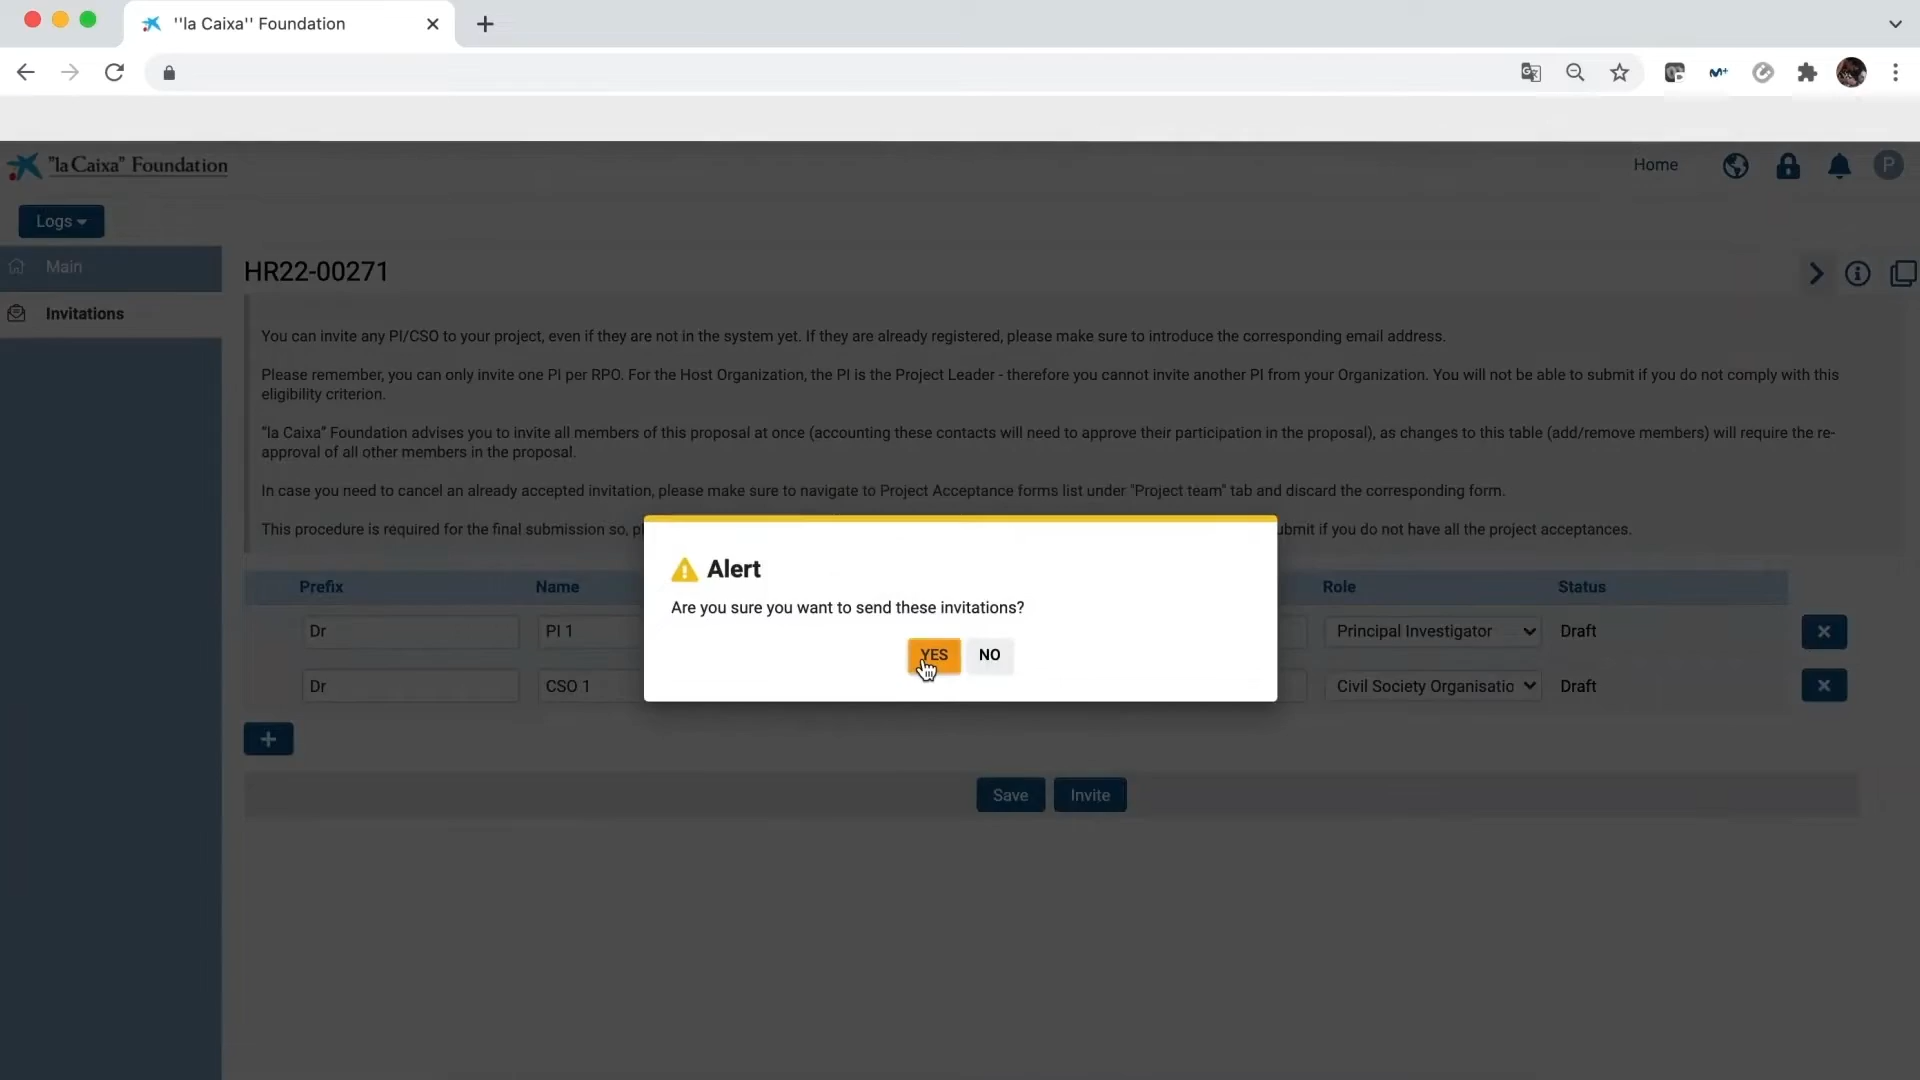 ''la Caixa'' Foundation
"la Caixa" Foundation
Home
P
Logs
Main
HR22-00271
Invitations
You can invite any PI/CSO to your project, even if they are not in the system yet. If they are already registered, please make sure to introduce the corresponding email address.
Please remember, you can only invite one PI per RPO. For the Host Organization, the PI is the Project Leader - therefore you cannot invite another PI from your Organization. You will not be able to submit if you do not comply with this
eligibility criterion.
"la Caixa" Foundation advises you to invite all members of this proposal at once (accounting these contacts will need to approve their participation in the proposal), as changes to this table (add/remove members) will require the re-
approval of all other members in the proposal.
In case you need to cancel an already accepted invitation, please make sure to navigate to Project Acceptance forms list under "Project team" tab and discard the corresponding form.
This procedure is required for the final submission so, if you do not have all the project acceptances.
Alert
Are you sure you want to send these invitations?
YES NO
Prefix Name Role Status
Dr PI 1 Principal Investigator Draft
Dr CSO 1 Civil Society Organisatio Draft
+
Save Invite